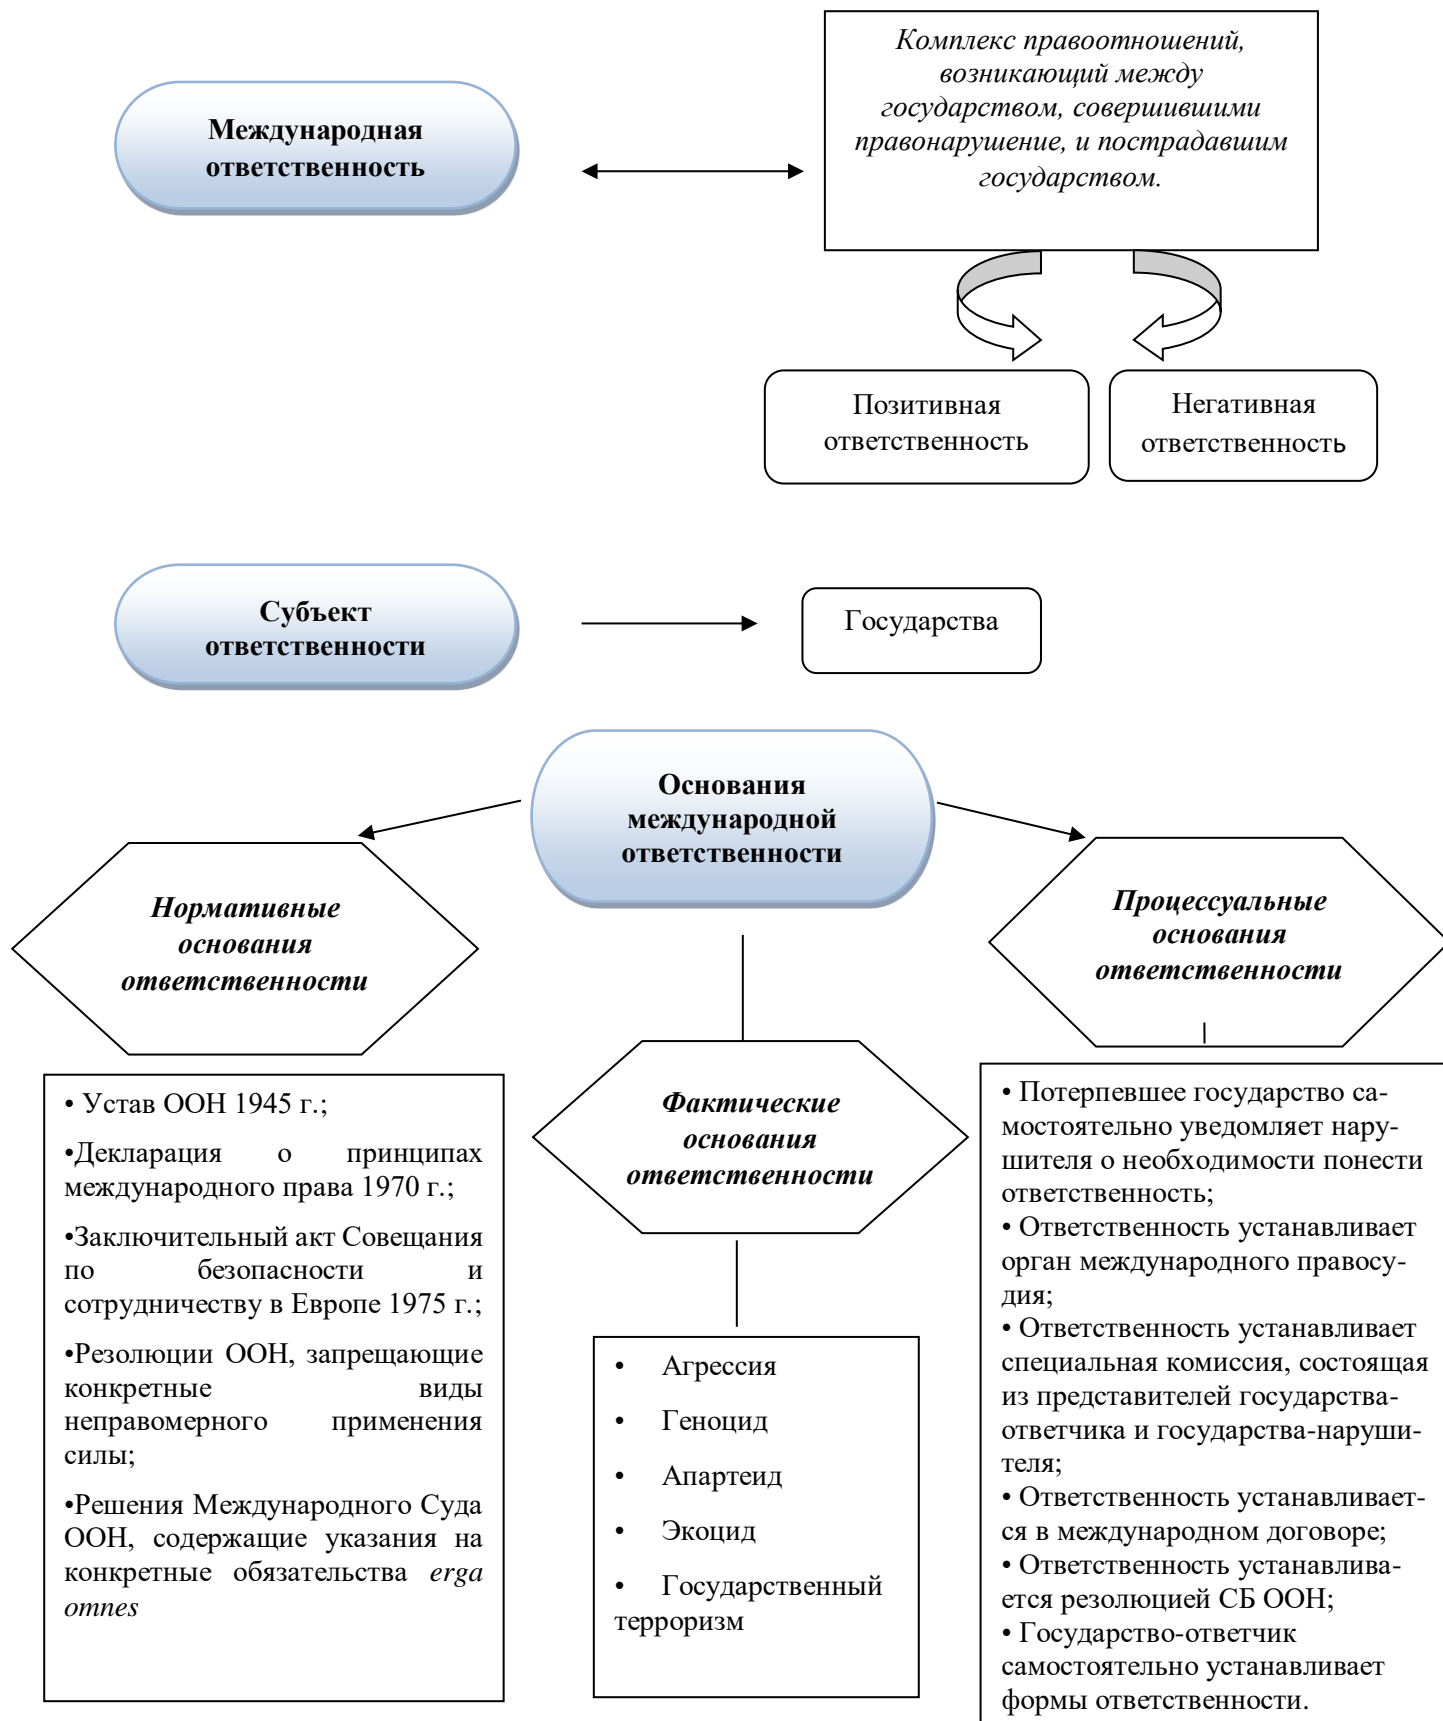 Международная
ответственность
Комплекс правоотношений,
возникающий между
государством, совершившими
правонарушение, и пострадавшим
государством.
Позитивная
ответственность
Негативная
ответственность
Субъект
ответственности
Государства
Основания
международной
ответственности
Нормативные
основания
ответственности
• Устав ООН 1945 г.;
•Декларация о принципах
международного права 1970 г.;
•Заключительный акт Совещания
по безопасности и
сотрудничеству в Европе 1975 г.;
•Резолюции ООН, запрещающие
конкретные виды
неправомерного применения
силы;
•Решения Международного Суда
ООН, содержащие указания на
конкретные обязательства erga
omnes
Фактические
основания
ответственности
• Агрессия
• Геноцид
• Апартеид
• Экоцид
• Государственный
терроризм
Процессуальные
основания
ответственности
• Потерпевшее государство са-
мостоятельно уведомляет нару-
шителя о необходимости понести
ответственность;
• Ответственность устанавливает
орган международного правосу-
дия;
• Ответственность устанавливает
специальная комиссия, состоящая
из представителей государства-
ответчика и государства-наруши-
теля;
• Ответственность устанавливает-
ся в международном договоре;
• Ответственность устанавлива-
ется резолюцией СБ ООН;
• Государство-ответчик
самостоятельно устанавливает
формы ответственности.